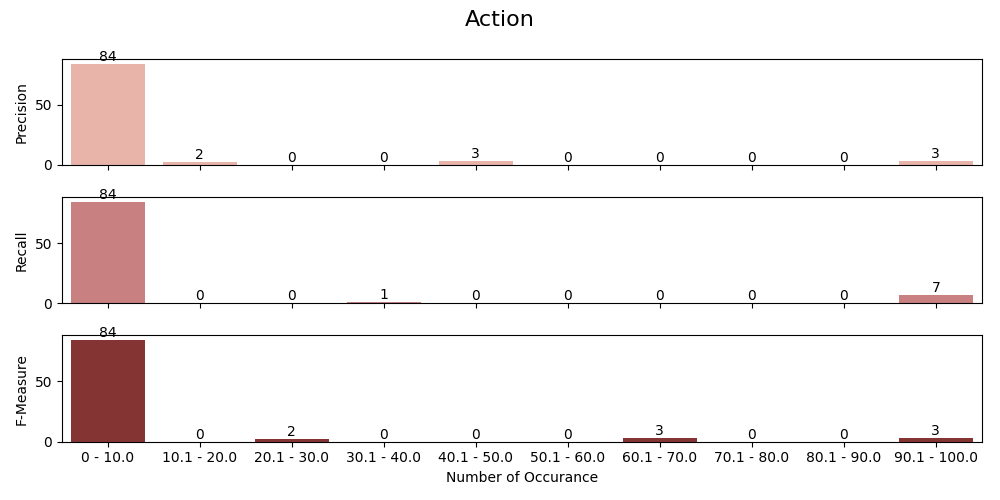 Action
Precision
50
0
84 2 0 0 3 0 0 0 0 3
Recall
50
0
84 0 0 1 0 0 0 0 0 7
F-Measure
50
0
84 0 2 0 0 0 3 0 0 3
0 - 10.0 10.1 - 20.0 20.1 - 30.0 30.1 - 40.0 40.1 - 50.0 50.1 - 60.0 60.1 - 70.0 70.1 - 80.0 80.1 - 90.0 90.1 - 100.0
Number of Occurance